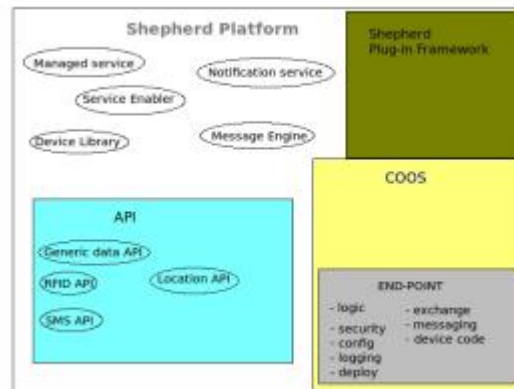 Shepherd Platform
Shepherd
Plug-in Framework
Managed service
Notification service
Service Enabler
Device Library
Message Engine
COOS
API
Generic data API
RFID API
Location API
SMS API
END-POINT
- logic
- security
- config
- logging
- deploy
- exchange
- messaging
- device code